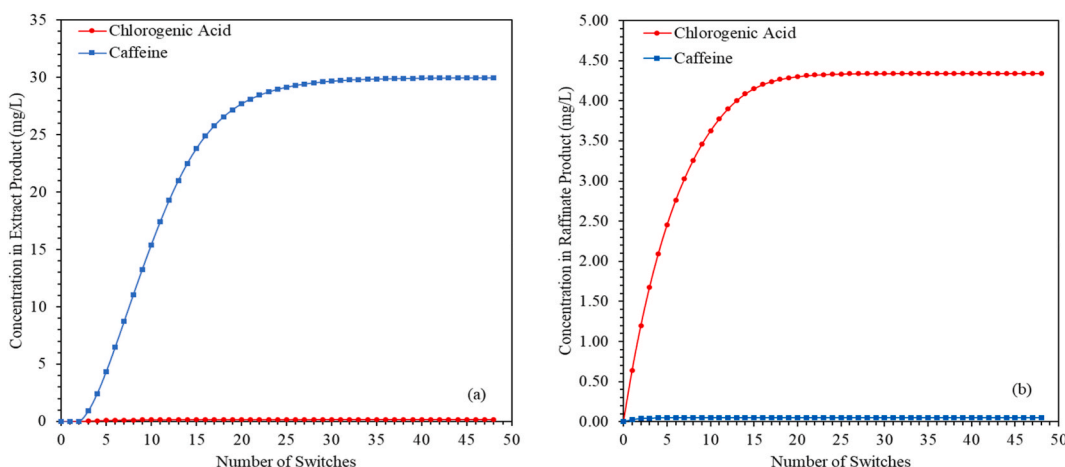 35
30
25
20
15
10
5
0
Concentration in Extract Product (mg/L)
Chlorogenic Acid
Caffeine
(a)
0 5 10 15 20 25 30 35 40 45 50
Number of Switches
5.00
4.50
4.00
3.50
3.00
2.50
2.00
1.50
1.00
0.50
0.00
Concentration in Raffinate Product (mg/L)
Chlorogenic Acid
Caffeine
(b)
0 5 10 15 20 25 30 35 40 45 50
Number of Switches